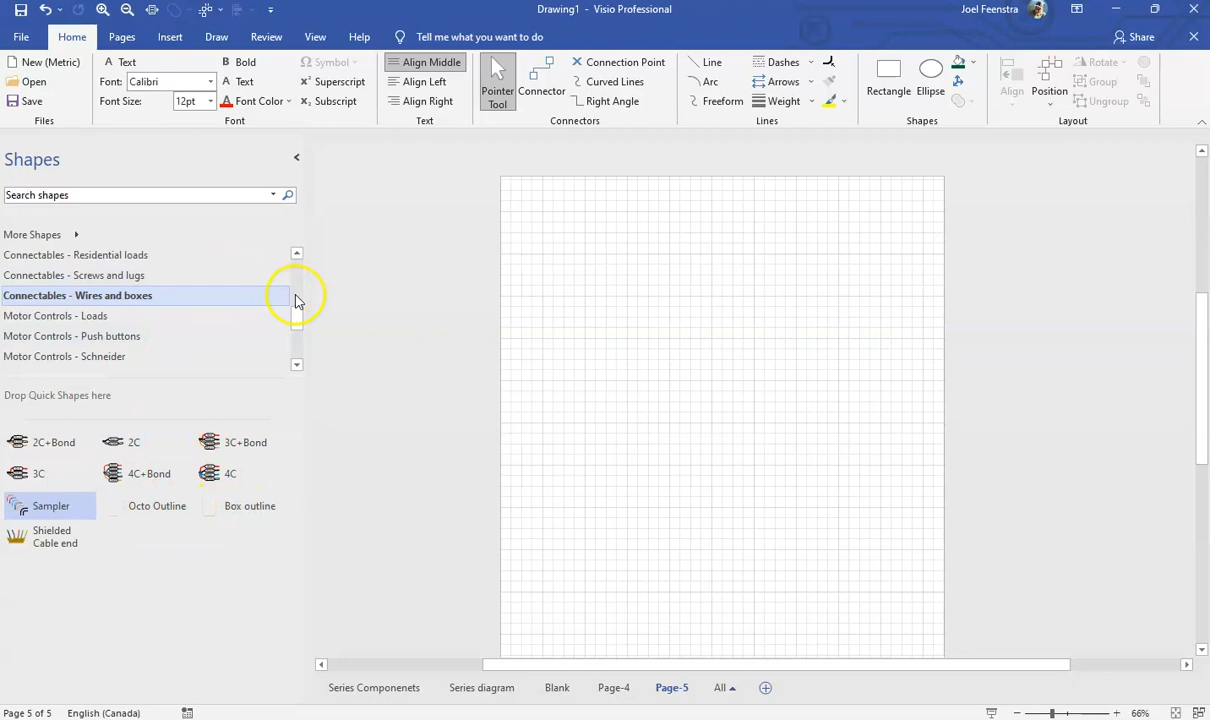 Drawing1 - Visio Professional
Joel Feenstra
File Home Pages Insert Draw Review View Help Tell me what you want to do Share
New (Metric) Text Bold Symbol Align Middle Connection Point Line Dashes Rotate
Open Font: Calibri Text Superscript Align Left Pointer Tool Connector Curved Lines Arc Arrows Rectangle Ellipse Align Position Group
Save Font Size: 12pt Font Color Subscript Align Right Right Angle Freeform Weight Ungroup
Files Font Text Connectors Lines Shapes Layout
Shapes
Search shapes
More Shapes
Connectables - Residential loads
Connectables - Screws and lugs
Connectables - Wires and boxes
Motor Controls - Loads
Motor Controls - Push buttons
Motor Controls - Schneider
Drop Quick Shapes here
2C+Bond 2C 3C+Bond
3C 4C+Bond 4C
Sampler Octo Outline Box outline
Shielded
Cable end
Series Componenets Series diagram Blank Page-4 Page-5 All
Page 5 of 5 English (Canada) 66%